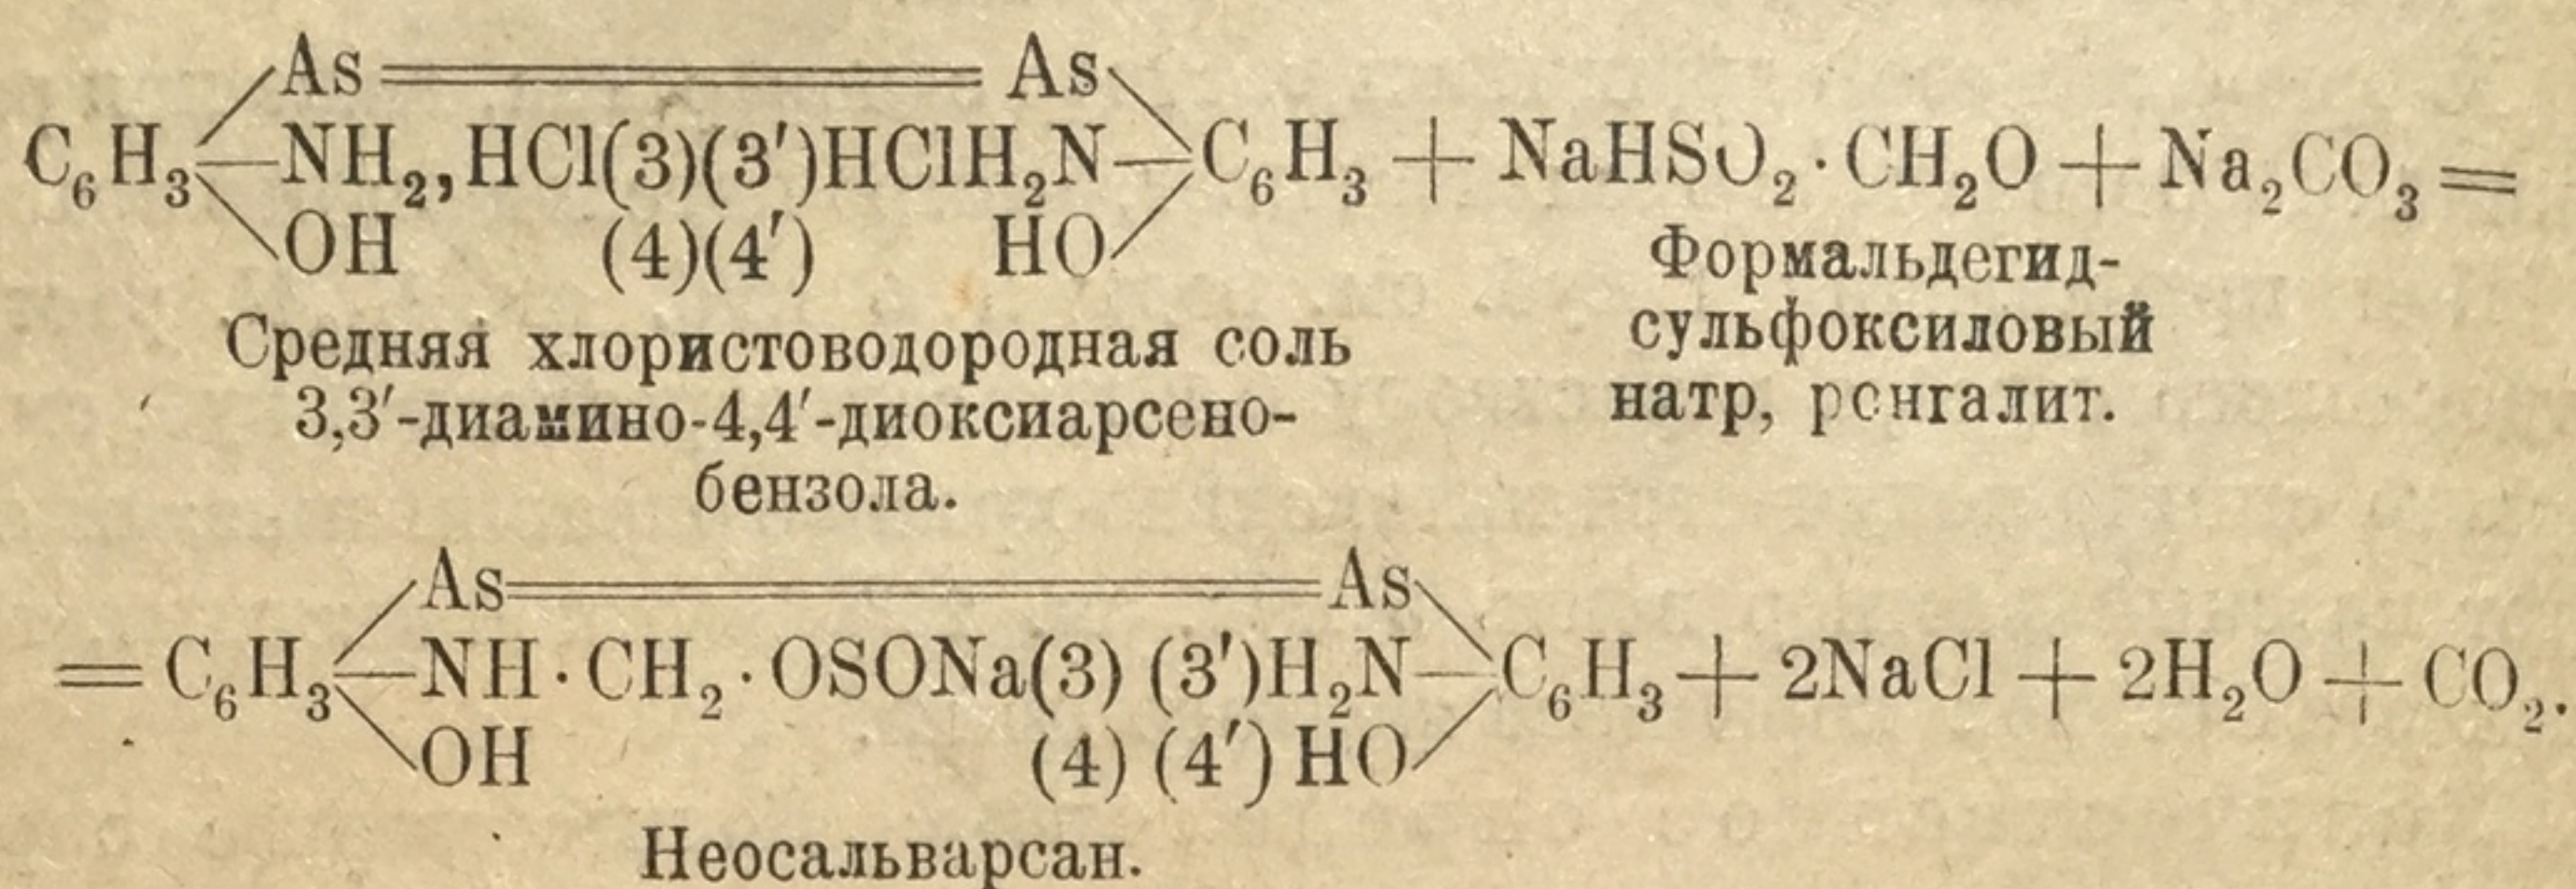 As═══As
C₆H₃—NH₂,HCl(3)(3′)HClH₂N—C₆H₃ + NaHSO₂·CH₂O + Na₂CO₃ =
OH (4)(4′) HO
Формальдегид-
сульфоксиловый
натр, ронгалит.
Средняя хлористоводородная соль
3,3′-диамино-4,4′-диоксиарсено-
бензола.
As═══As
= C₆H₃—NH·CH₂·OSONa(3) (3′)H₂N—C₆H₃ + 2NaCl + 2H₂O + CO₂.
OH (4) (4′) HO
Неосальварсан.